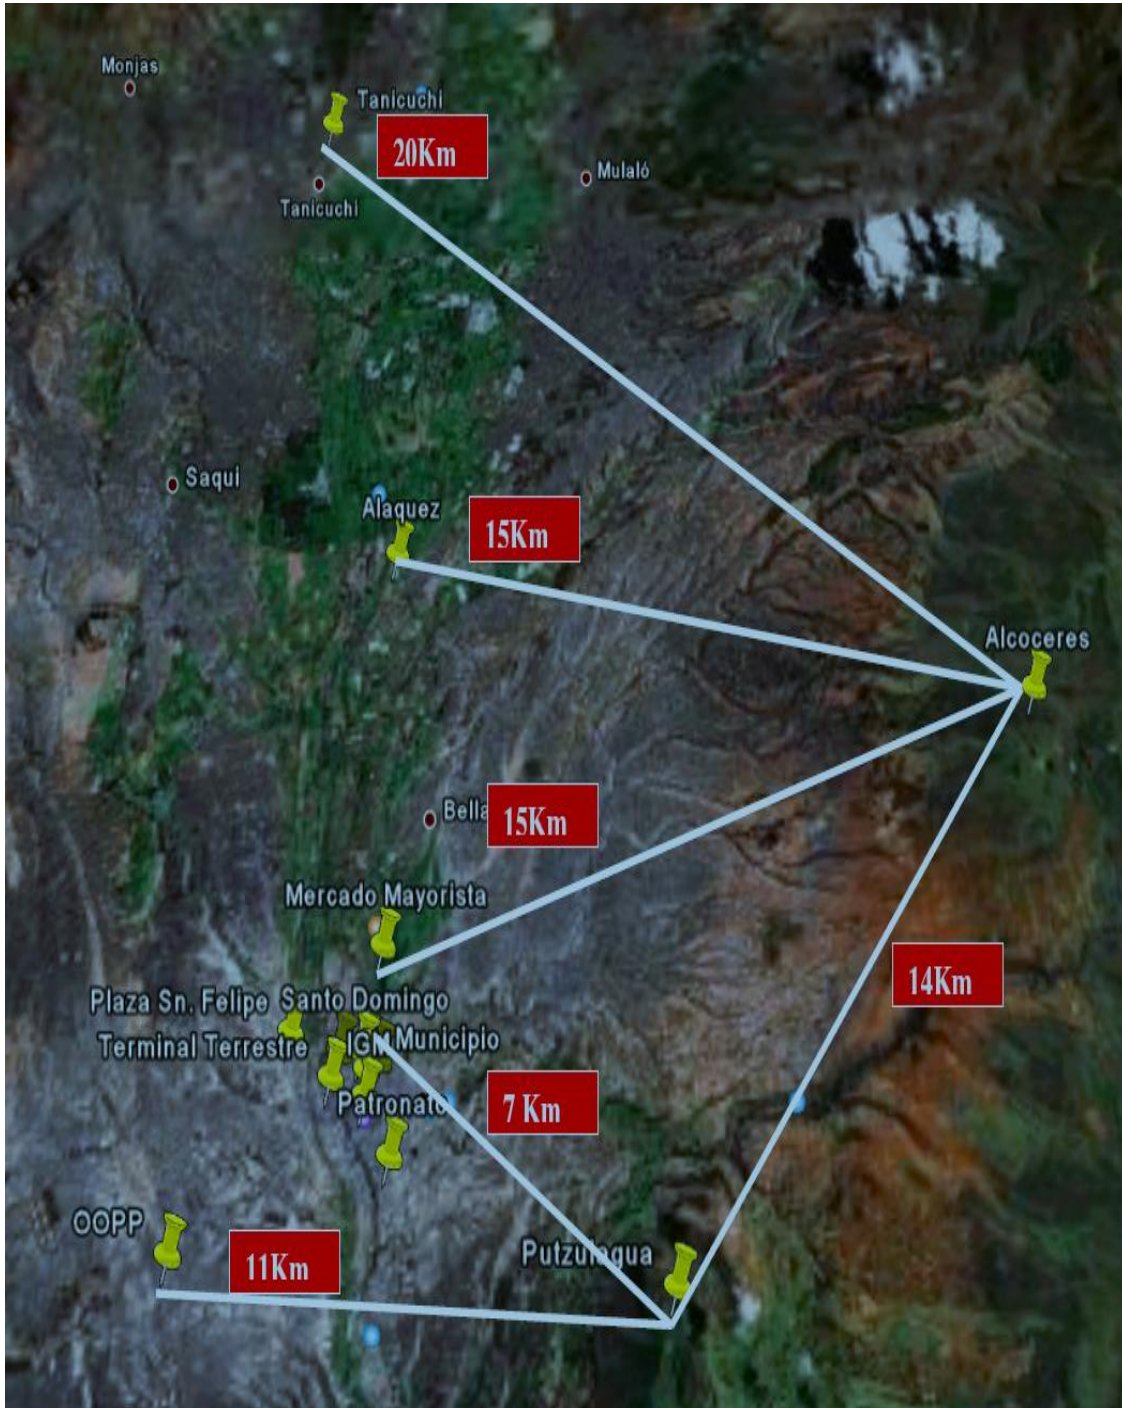 Monjas
Tanicuchi
20Km
Mulaló
Tanicuchi
Saqui
Alaquez
15Km
Alcoceres
Bella
15Km
Mercado Mayorista
14Km
Plaza Sn. Felipe Santo Domingo
Terminal Terrestre IGM Municipio
7 Km
Patronato
OOPP
11Km
Putzulagua